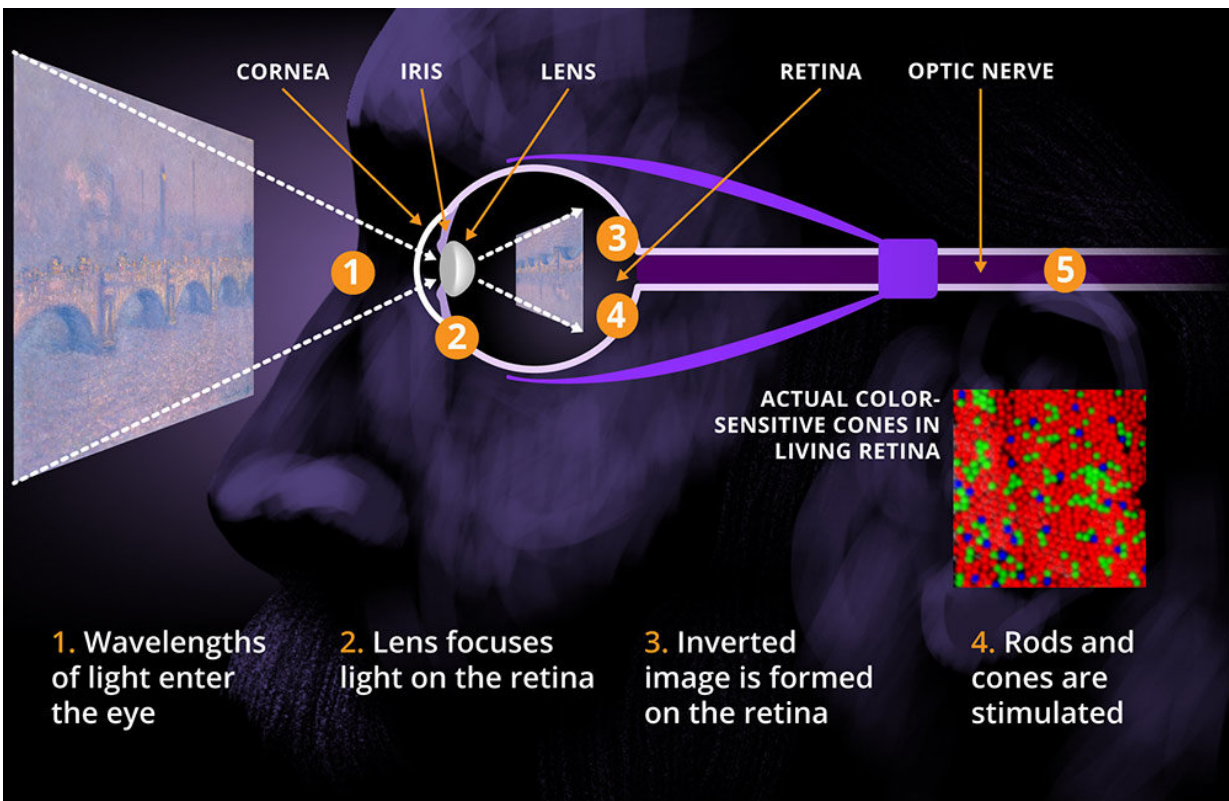 CORNEA
IRIS
LENS
RETINA
OPTIC NERVE
1
2
3
4
5
ACTUAL COLOR-
SENSITIVE CONES IN
LIVING RETINA
1. Wavelengths
of light enter
the eye
2. Lens focuses
light on the retina
3. Inverted
image is formed
on the retina
4. Rods and
cones are
stimulated